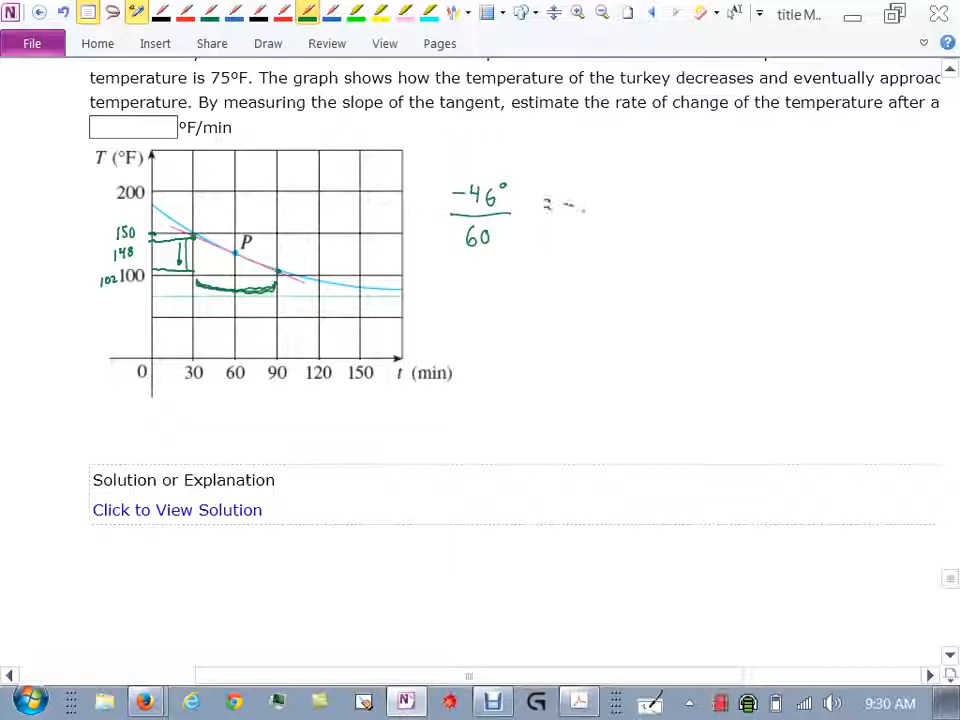 title M..
File Home Insert Share Draw Review View Pages
temperature is 75°F. The graph shows how the temperature of the turkey decreases and eventually approac
temperature. By measuring the slope of the tangent, estimate the rate of change of the temperature after a
°F/min
T (°F)
200
150
148
102 100
P
0 30 60 90 120 150 t (min)
-46°
60
= -.
Solution or Explanation
Click to View Solution
9:30 AM